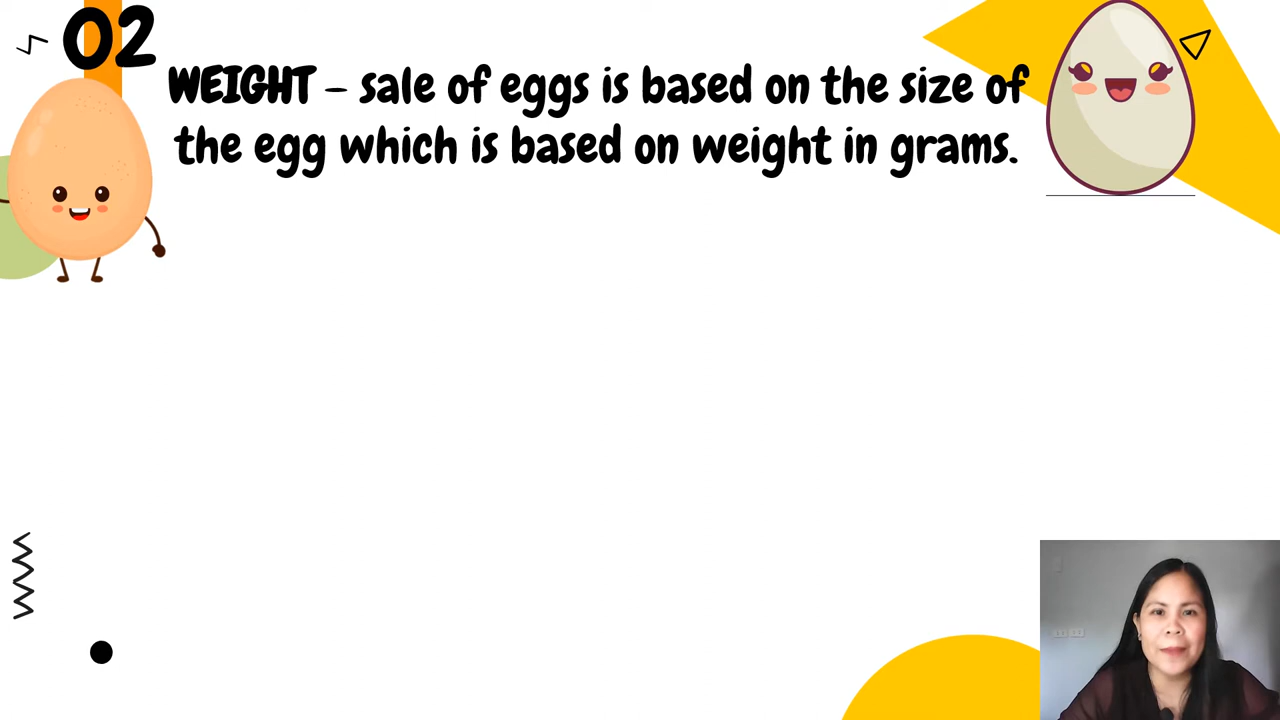 02
WEIGHT – sale of eggs is based on the size of
the egg which is based on weight in grams.